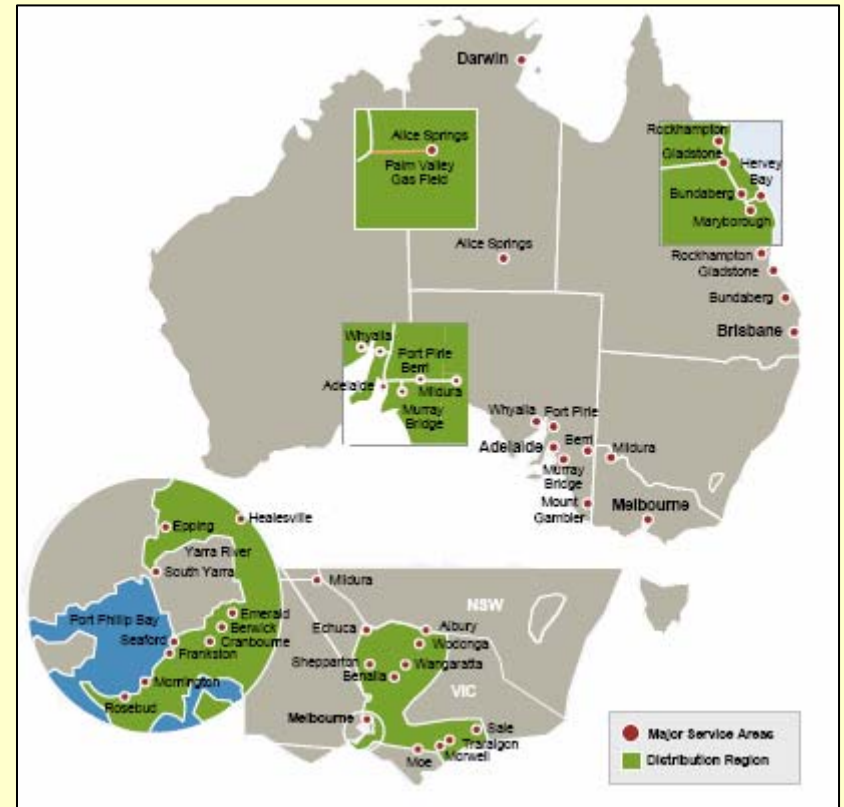 Darwin
Alice Springs
Palm Valley
Gas Field
Rockhampton
Gladstone
Hervey
Bay
Bundaberg
Maryborough
Alice Springs
Rockhampton
Gladstone
Bundaberg
Brisbane
Whyalla
Port Pirie
Berri
Adelaide
Mildura
Murray
Bridge
Whyalla
Port Pirie
Adelaide
Berri
Mildura
Murray
Bridge
Mount
Gambler
Melbourne
Epping
Healesville
Yarra River
South Yarra
Port Phillip Bay
Emerald
Berwick
Seaford
Cranbourne
Frankston
Mornington
Rosebud
Mildura
NSW
Echuca
Albury
Wodonga
Shepparton
Wangaratta
Benalla
VIC
Melbourne
Sale
Traralgon
Morwell
Moe
Major Service Areas
Distribution Region